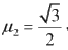 μ₂ = √3/2,